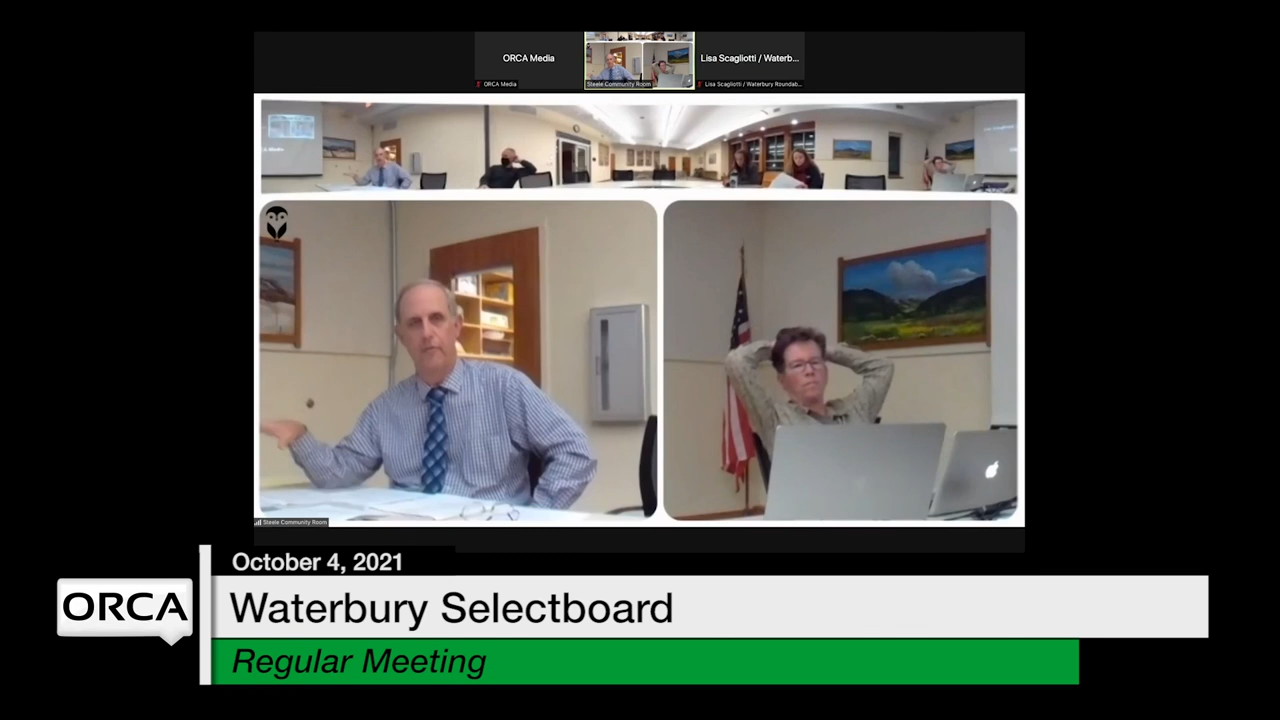 ORCA Media
Lisa Scagliotti / Waterb...
ORCA Media
Steele Community Room
Lisa Scagliotti / Waterbury Roundab...
Steele Community Room
October 4, 2021
ORCA
Waterbury Selectboard
Regular Meeting